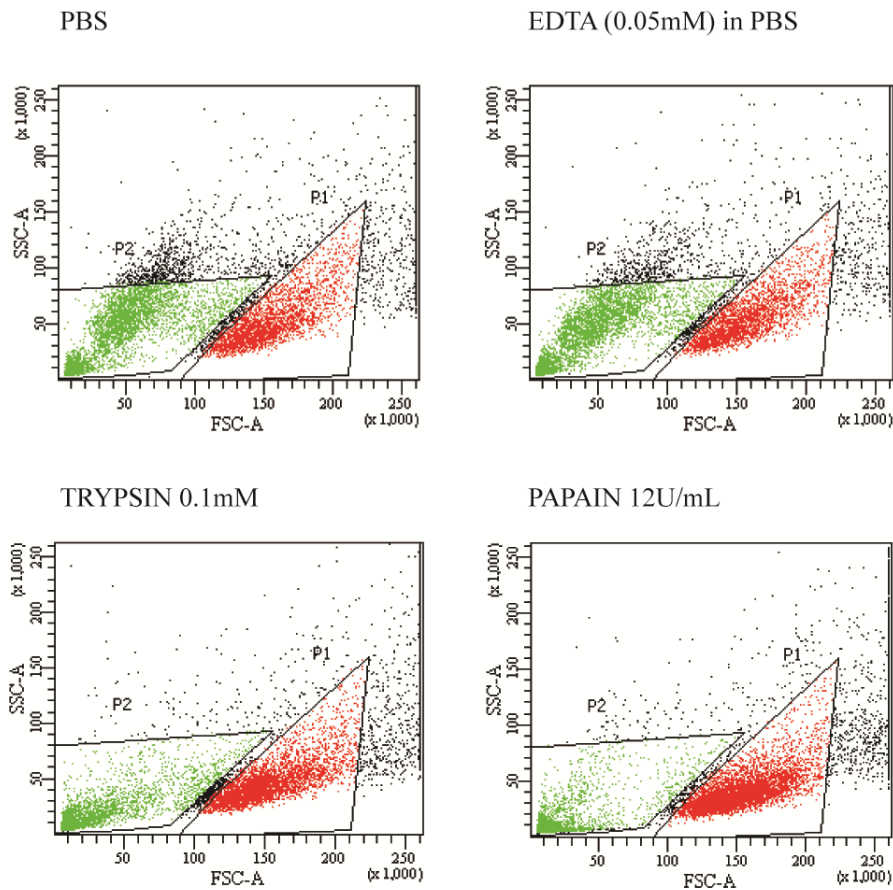 PBS
EDTA (0.05mM) in PBS
(x 1,000)
250
200
150
100
50
SSC-A
P1
P2
50 100 150 200 250
FSC-A
(x 1,000)
(x 1,000)
250
200
150
100
50
SSC-A
P1
P2
50 100 150 200 250
FSC-A
(x 1,000)
TRYPSIN 0.1mM
PAPAIN 12U/mL
(x 1,000)
250
200
150
100
50
SSC-A
P1
P2
50 100 150 200 250
FSC-A
(x 1,000)
(x 1,000)
250
200
150
100
50
SSC-A
P1
P2
50 100 150 200 250
FSC-A
(x 1,000)